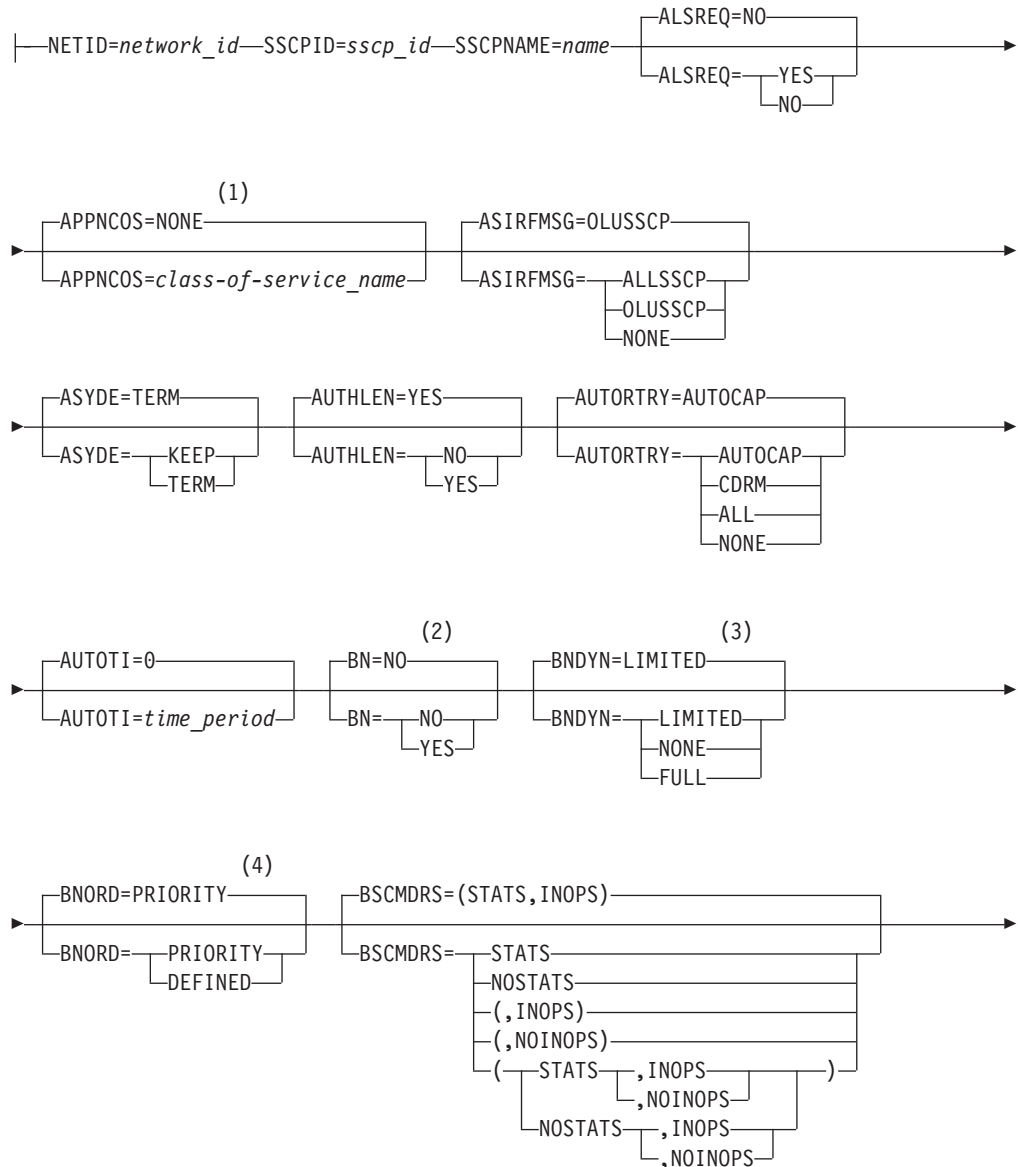 ALSREQ=NO
NETID=network_id SSCPID=sscp_id SSCPNAME=name
ALSREQ= YES
NO
(1)
APPNCOS=NONE ASIRFMSG=OLUSSCP
APPNCOS=class-of-service_name ASIRFMSG= ALLSSCP
OLUSSCP
NONE
ASYDE=TERM AUTHLEN=YES AUTORTRY=AUTOCAP
ASYDE= KEEP AUTHLEN= NO AUTORTRY= AUTOCAP
TERM YES CDRM
ALL
NONE
(2) (3)
AUTOTI=0 BN=NO BNDYN=LIMITED
AUTOTI=time_period BN= NO BNDYN= LIMITED
YES NONE
FULL
(4)
BNORD=PRIORITY BSCMDRS=(STATS,INOPS)
BNORD= PRIORITY BSCMDRS= STATS
DEFINED NOSTATS
(,INOPS)
(,NOINOPS)
( STATS ,INOPS )
,NOINOPS
NOSTATS ,INOPS
,NOINOPS